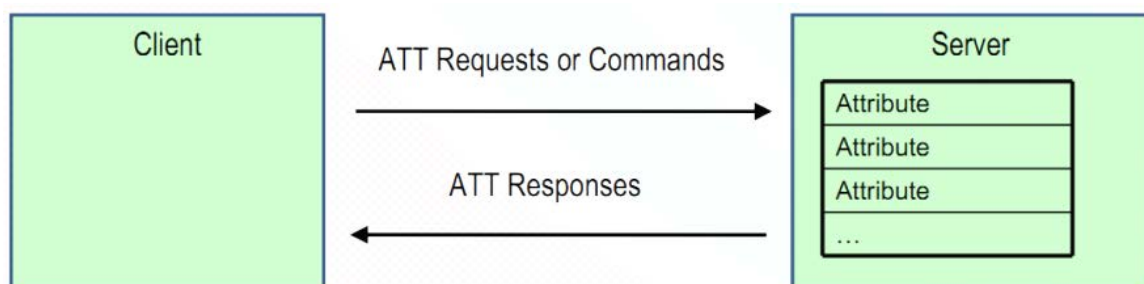 Client
ATT Requests or Commands
ATT Responses
Server
Attribute
Attribute
Attribute
...